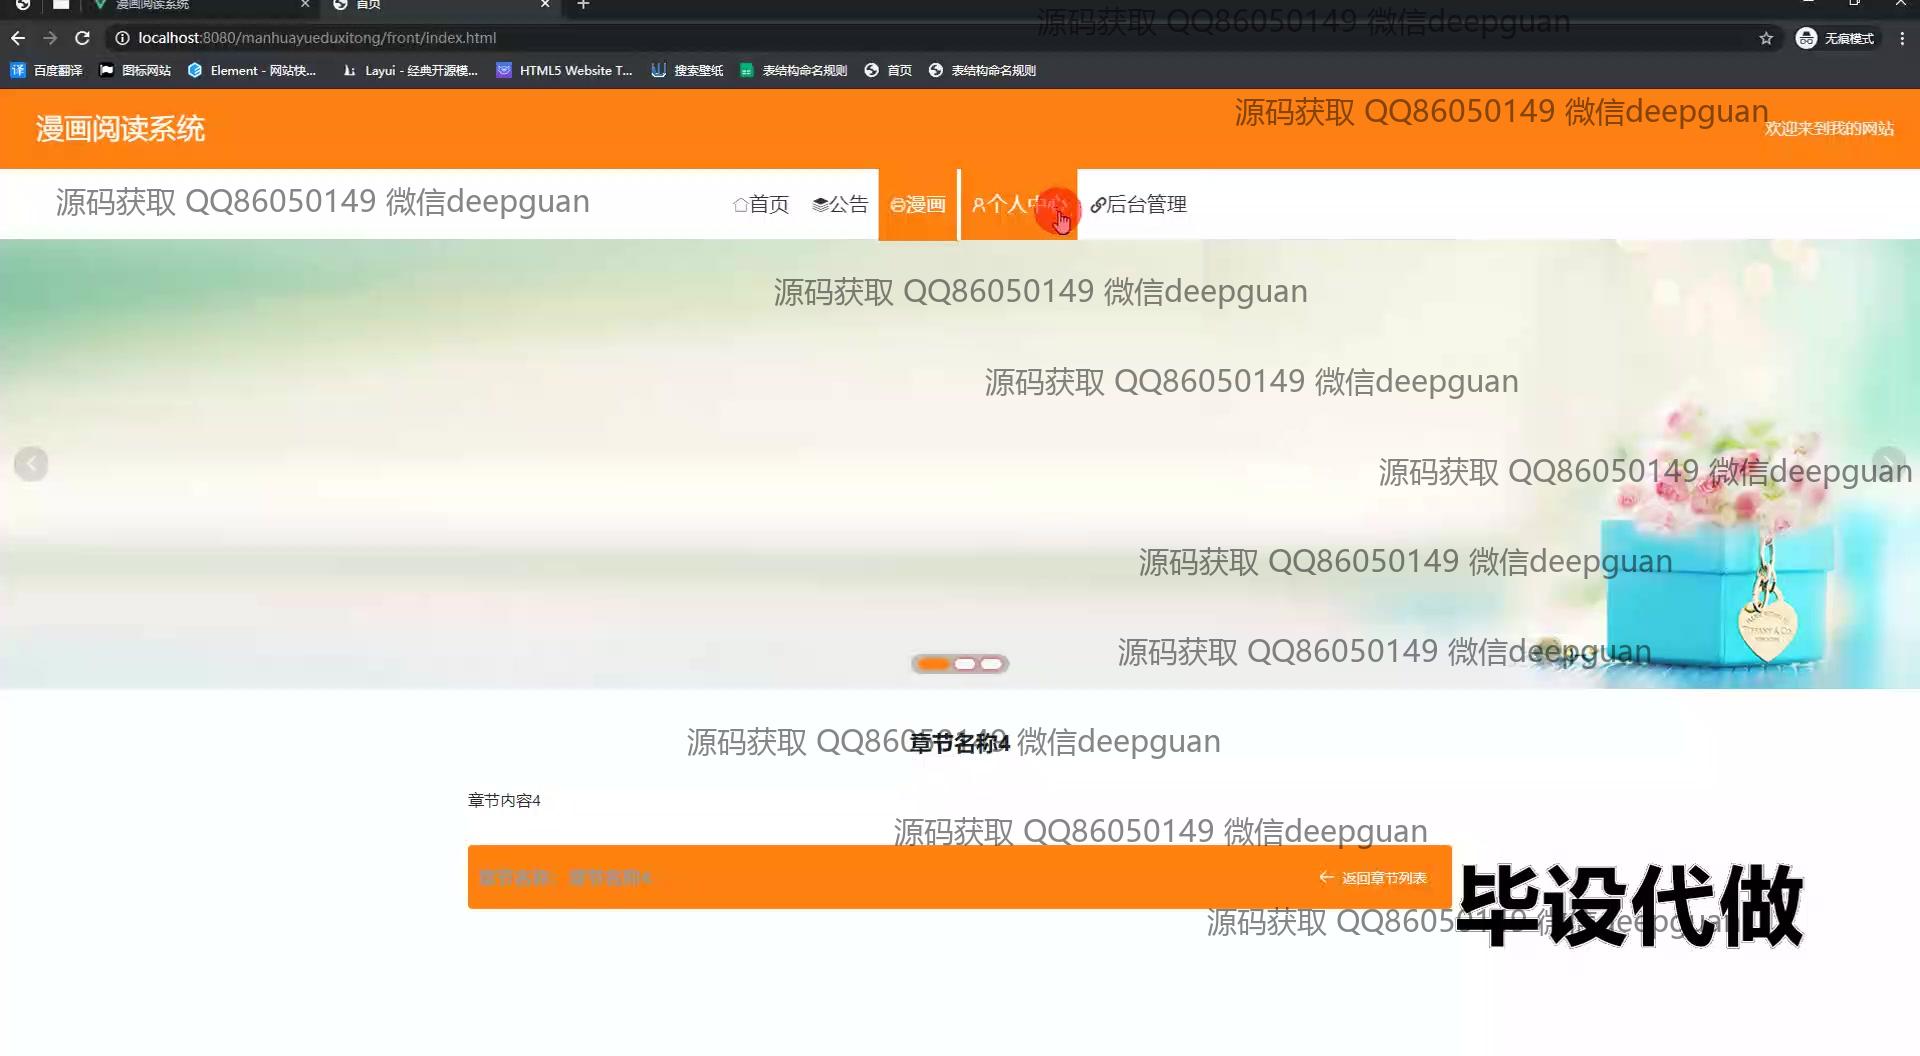 漫画阅读系统
首页
源码获取 QQ86050149 微信deepguan
localhost:8080/manhuayueduxitong/front/index.html
无痕模式
百度翻译 图标网站 Element - 网站快... Layui - 经典开源模... HTML5 Website T... 搜索壁纸 表结构命名规则 首页 表结构命名规则
源码获取 QQ86050149 微信deepguan
漫画阅读系统
欢迎来到我的网站
源码获取 QQ86050149 微信deepguan
首页 公告 漫画 个人中心 后台管理
源码获取 QQ86050149 微信deepguan
源码获取 QQ86050149 微信deepguan
源码获取 QQ86050149 微信deepguan
源码获取 QQ86050149 微信deepguan
TIFFANY & CO.
源码获取 QQ86050149 微信deepguan
源码获取 QQ86050149 微信deepguan
章节名称4
章节内容4
源码获取 QQ86050149 微信deepguan
章节名称：章节名称4
返回章节列表
毕设代做
源码获取 QQ86050149 微信deepguan